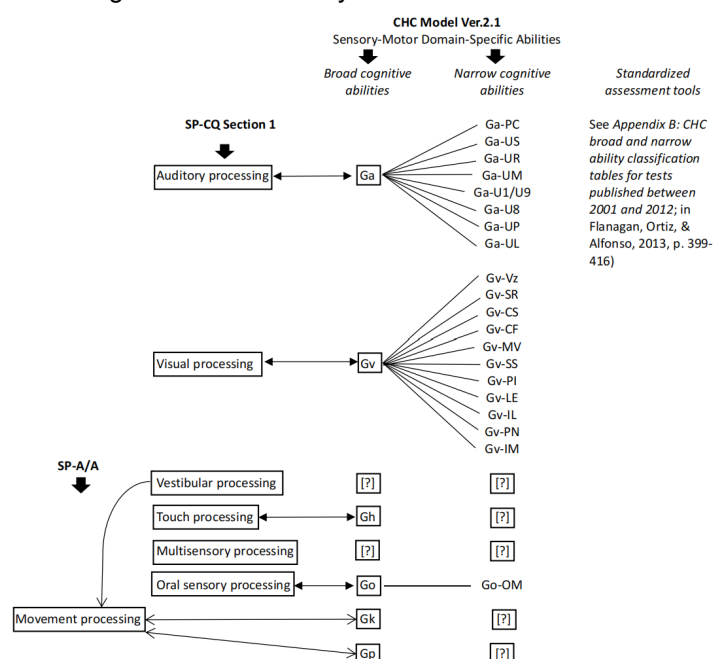 CHC Model Ver.2.1
Sensory-Motor Domain-Specific Abilities
Broad cognitive abilities
Narrow cognitive abilities
Standardized assessment tools
SP-CQ Section 1
Auditory processing
Ga
Ga-PC
Ga-US
Ga-UR
Ga-UM
Ga-U1/U9
Ga-U8
Ga-UP
Ga-UL
See Appendix B: CHC
broad and narrow
ability classification
tables for tests
published between
2001 and 2012; in
Flanagan, Ortiz, &
Alfonso, 2013, p. 399-
416)
Visual processing
Gv
Gv-Vz
Gv-SR
Gv-CS
Gv-CF
Gv-MV
Gv-SS
Gv-PI
Gv-LE
Gv-IL
Gv-PN
Gv-IM
SP-A/A
Vestibular processing
[?]
[?]
Touch processing
Gh
[?]
Multisensory processing
[?]
[?]
Oral sensory processing
Go
Go-OM
Movement processing
Gk
[?]
Gp
[?]